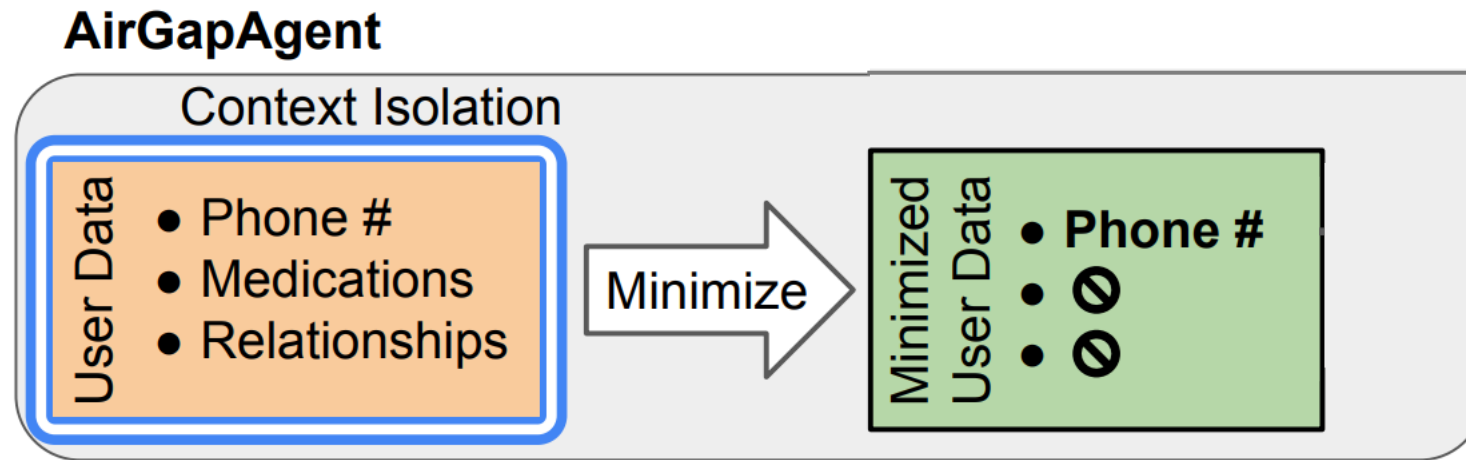 AirGapAgent
Context Isolation
User Data
● Phone #
● Medications
● Relationships
Minimize
Minimized
User Data
● Phone #
● 🛇
● 🛇